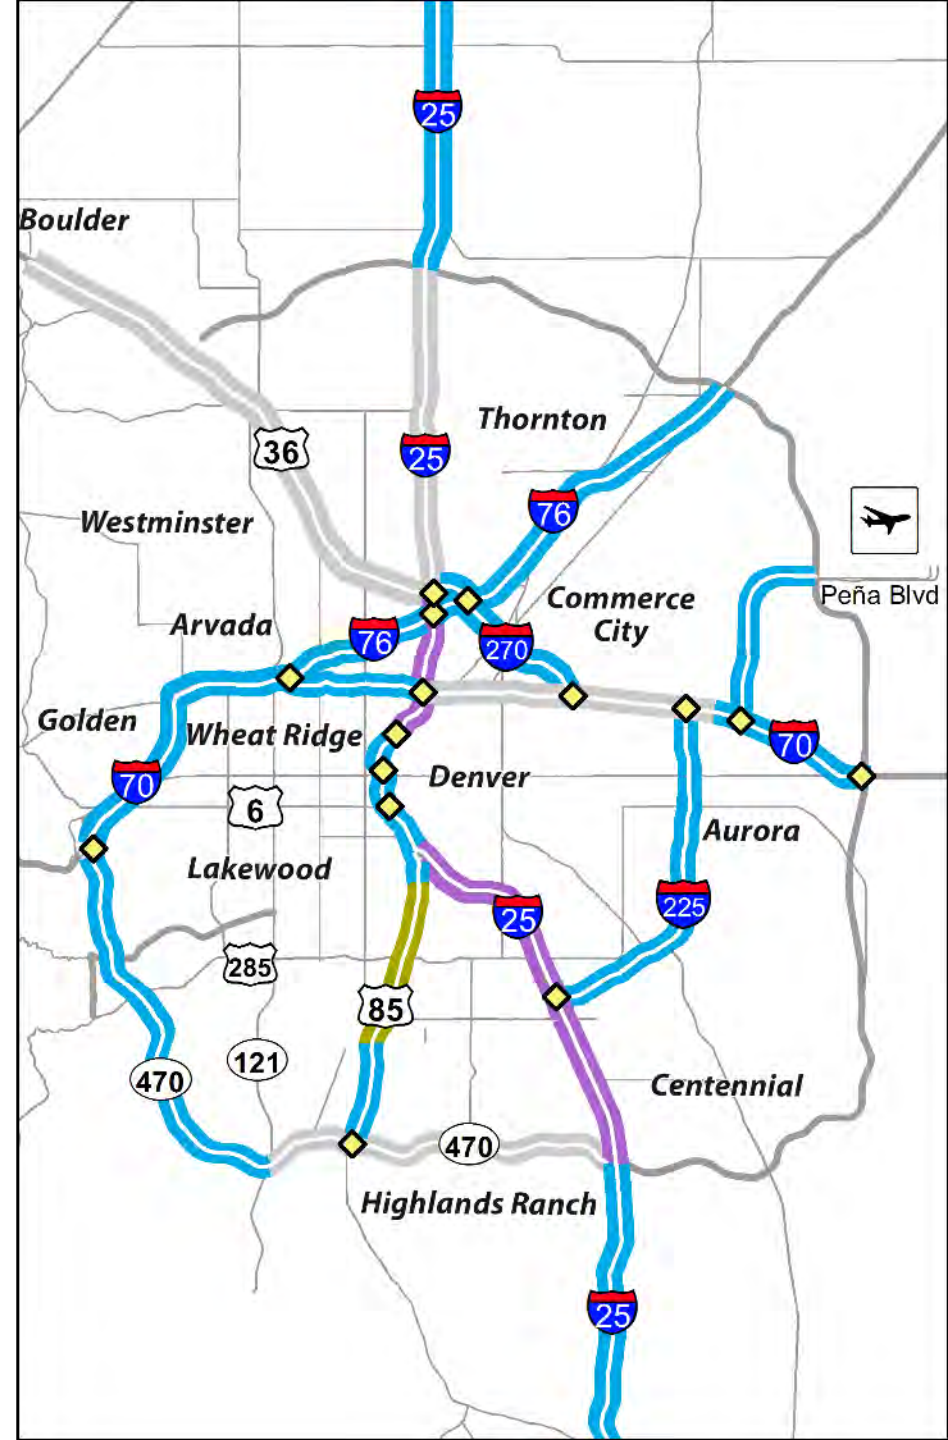 25
Boulder
Thornton
36
25
76
Westminster
Commerce
City
Peña Blvd
Arvada
76
270
Golden
Wheat Ridge
70
70
Denver
6
Aurora
Lakewood
25
225
285
85
121
470
Centennial
470
Highlands Ranch
25